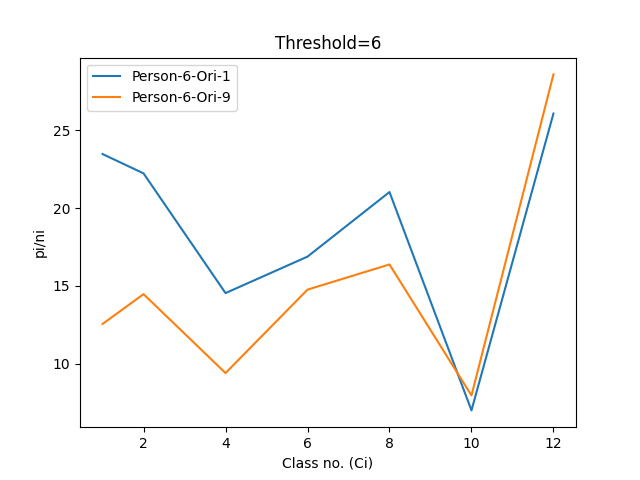 Threshold=6
Person-6-Ori-1
Person-6-Ori-9
pi/ni
25
20
15
10
2 4 6 8 10 12
Class no. (Ci)